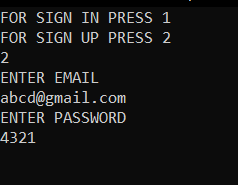 FOR SIGN IN PRESS 1
FOR SIGN UP PRESS 2
2
ENTER EMAIL
abcd@gmail.com
ENTER PASSWORD
4321